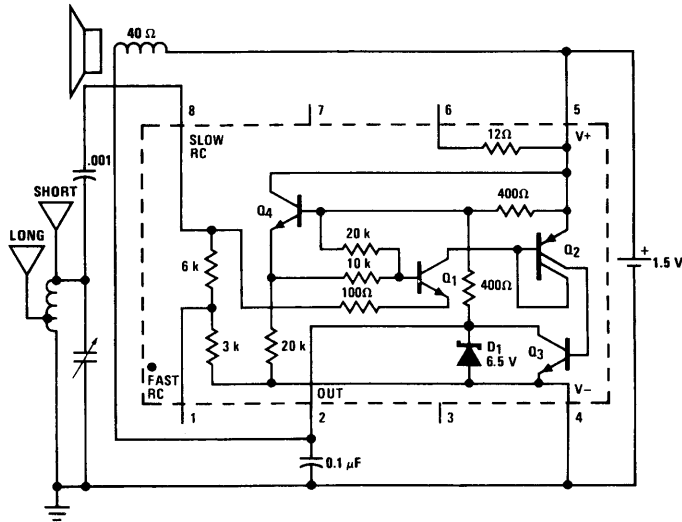 40 Ω
8
7
6
5
SLOW
RC
12Ω
V+
.001
SHORT
Q4
400Ω
LONG
20 k
Q2
+
1.5 V
6 k
10 k
Q1
400Ω
100Ω
3 k
20 k
D1
6.5 V
Q3
FAST
RC
OUT
V−
1
2
3
4
0.1 μF